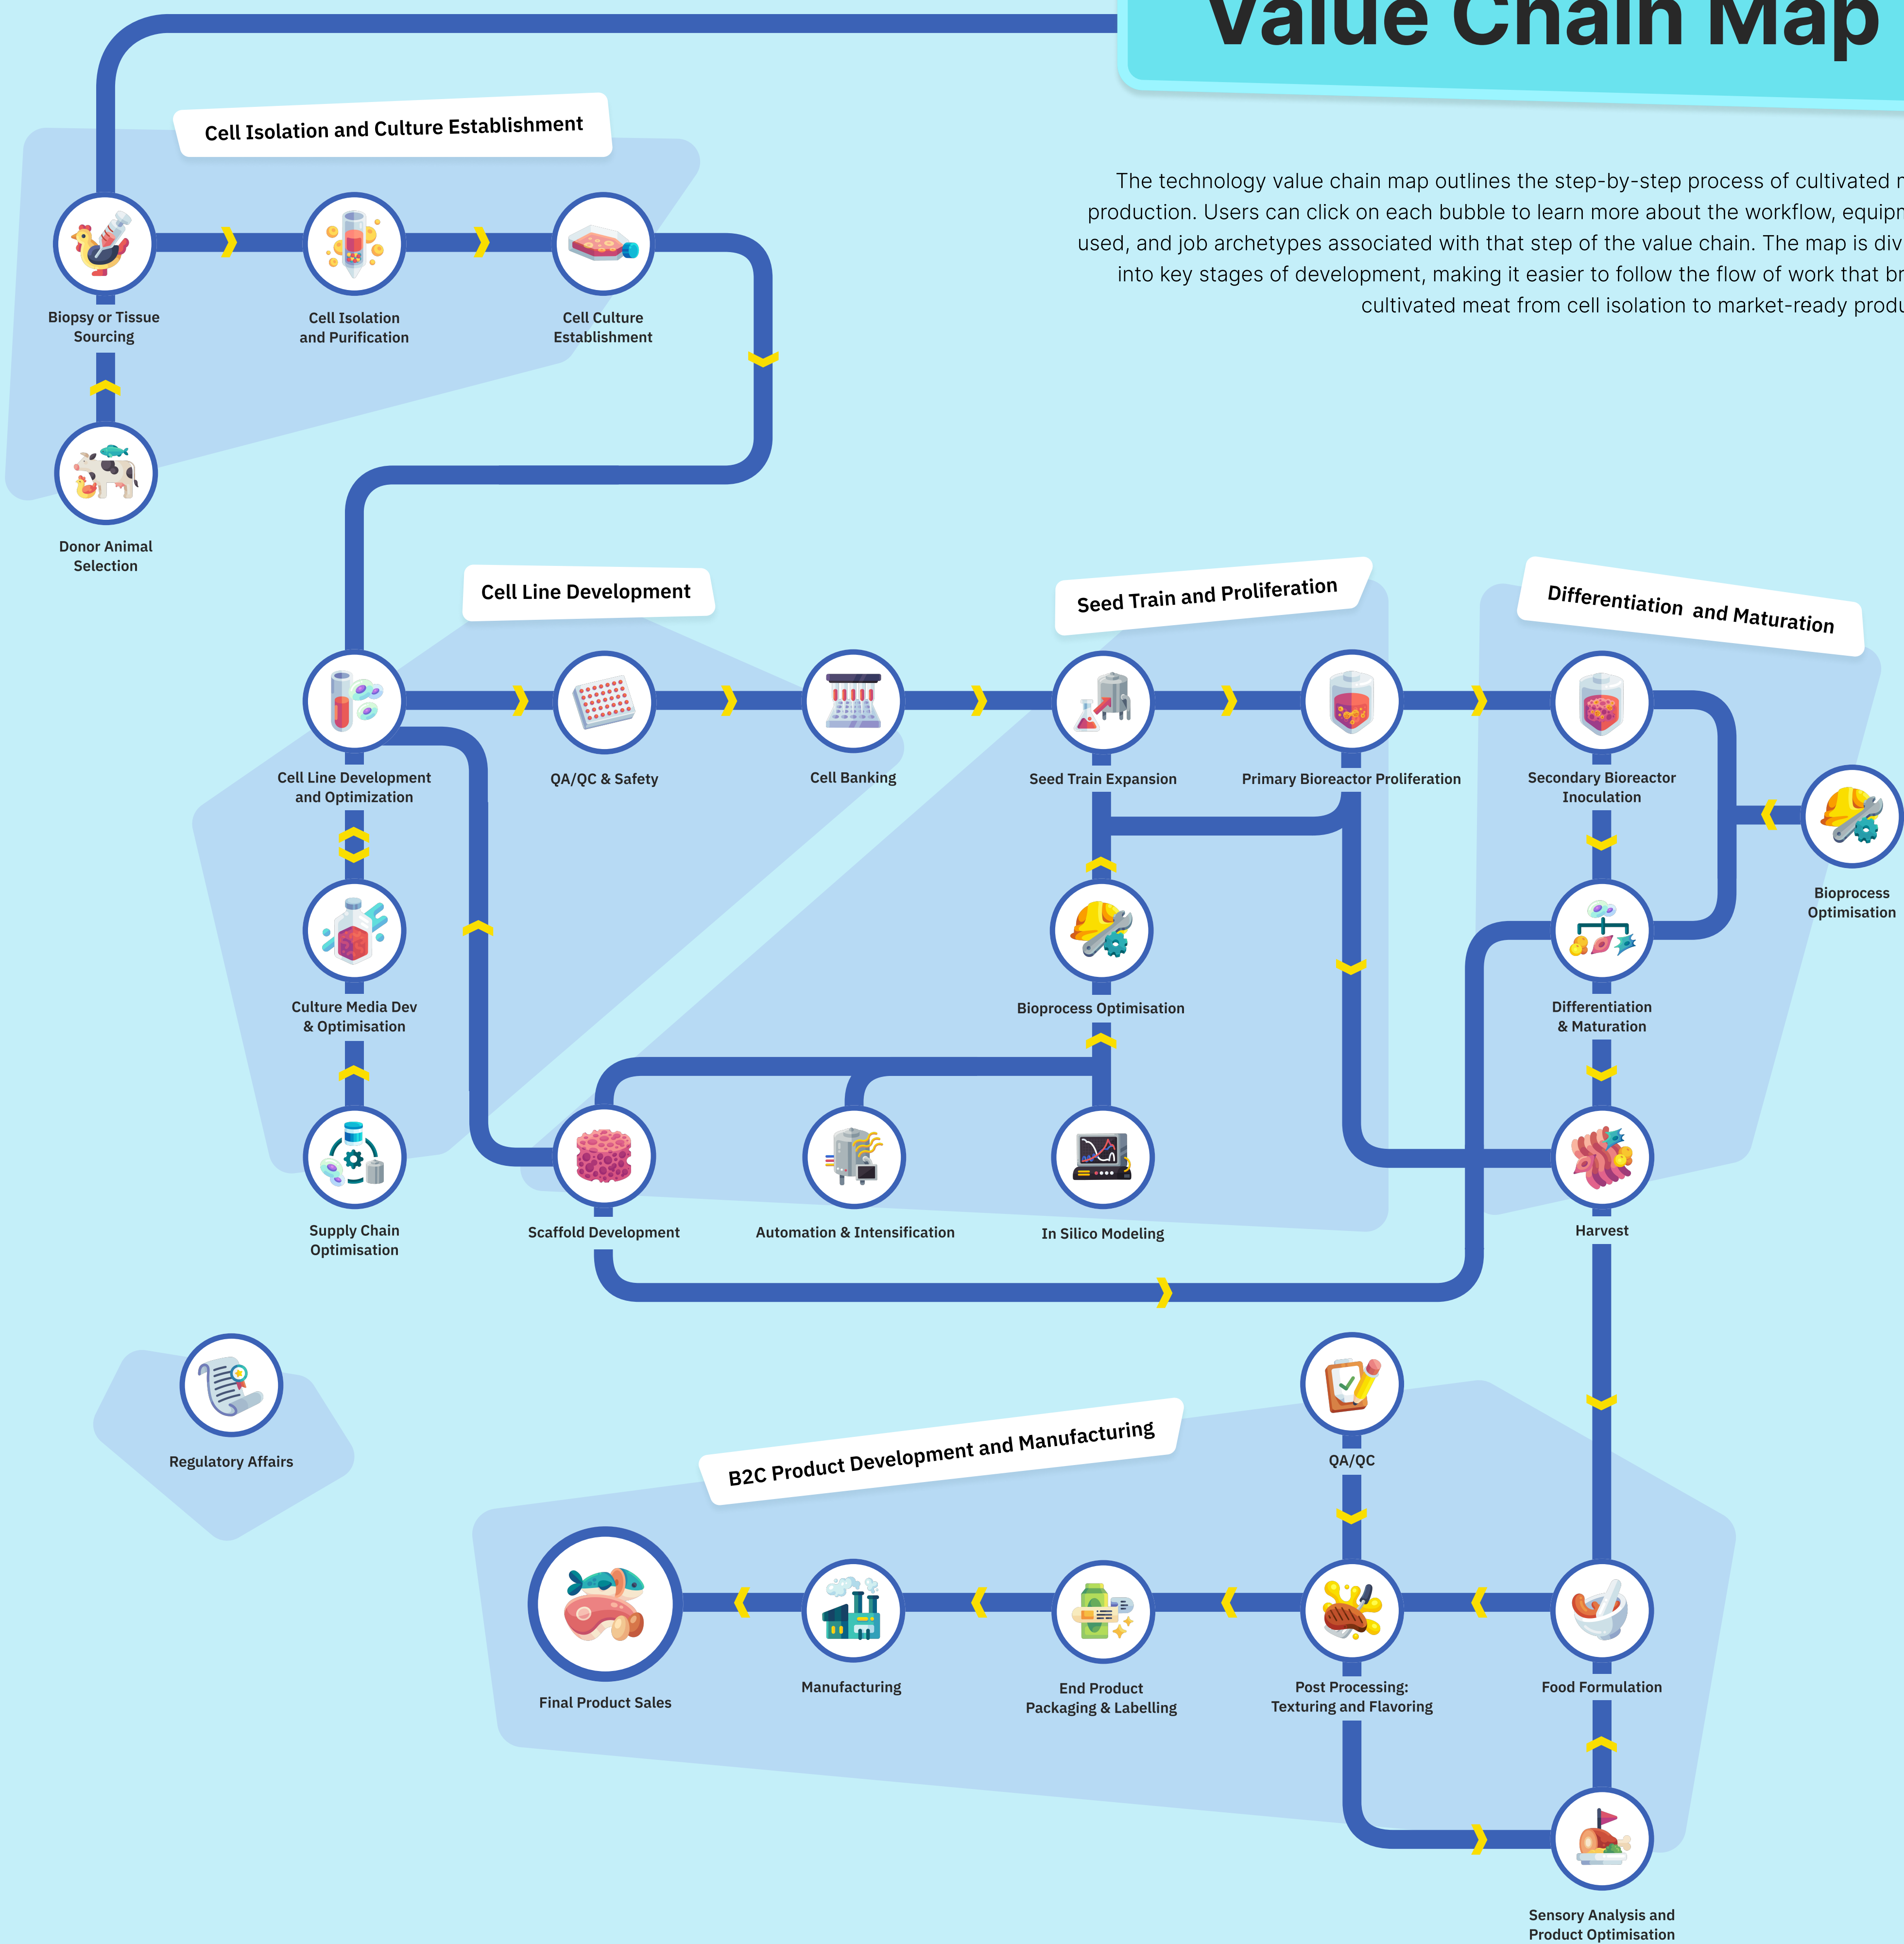 Value Chain Map
Cell Isolation and Culture Establishment
The technology value chain map outlines the step-by-step process of cultivated
production. Users can click on each bubble to learn more about the workflow,
used, and job archetypes associated with that step of the value chain. The map is
into key stages of development, making it easier to follow the flow of work that
cultivated meat from cell isolation to market-ready
Biopsy or Tissue
Sourcing
Cell Isolation
and Purification
Cell Culture
Establishment
Donor Animal
Selection
Cell Line Development
Seed Train and Proliferation
Differentiation and Maturation
Cell Line Development
and Optimization
QA/QC & Safety
Cell Banking
Seed Train Expansion
Primary Bioreactor Proliferation
Secondary Bioreactor
Inoculation
Bioprocess
Optimisation
Culture Media Dev
& Optimisation
Bioprocess Optimisation
Differentiation
& Maturation
Supply Chain
Optimisation
Scaffold Development
Automation & Intensification
In Silico Modeling
Harvest
Regulatory Affairs
B2C Product Development and Manufacturing
QA/QC
Final Product Sales
Manufacturing
End Product
Packaging & Labelling
Post Processing:
Texturing and Flavoring
Food Formulation
Sensory Analysis and
Product Optimisation